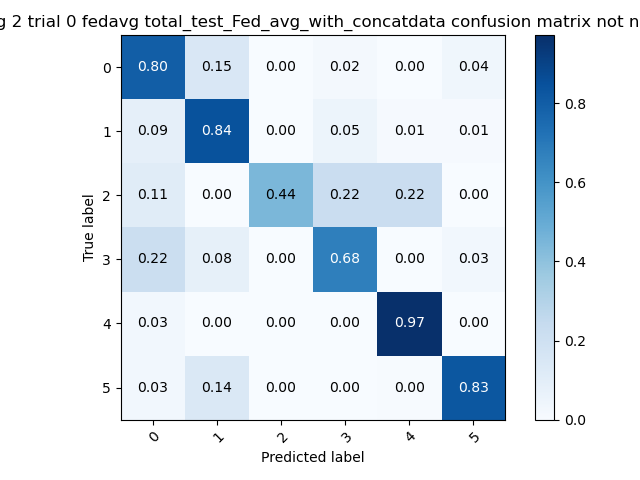 g 2 trial 0 fedavg total_test_Fed_avg_with_concatdata confusion matrix not n
0 0.80 0.15 0.00 0.02 0.00 0.04
1 0.09 0.84 0.00 0.05 0.01 0.01
2 0.11 0.00 0.44 0.22 0.22 0.00
3 0.22 0.08 0.00 0.68 0.00 0.03
4 0.03 0.00 0.00 0.00 0.97 0.00
5 0.03 0.14 0.00 0.00 0.00 0.83
0 1 2 3 4 5
True label
Predicted label
0.8
0.6
0.4
0.2
0.0